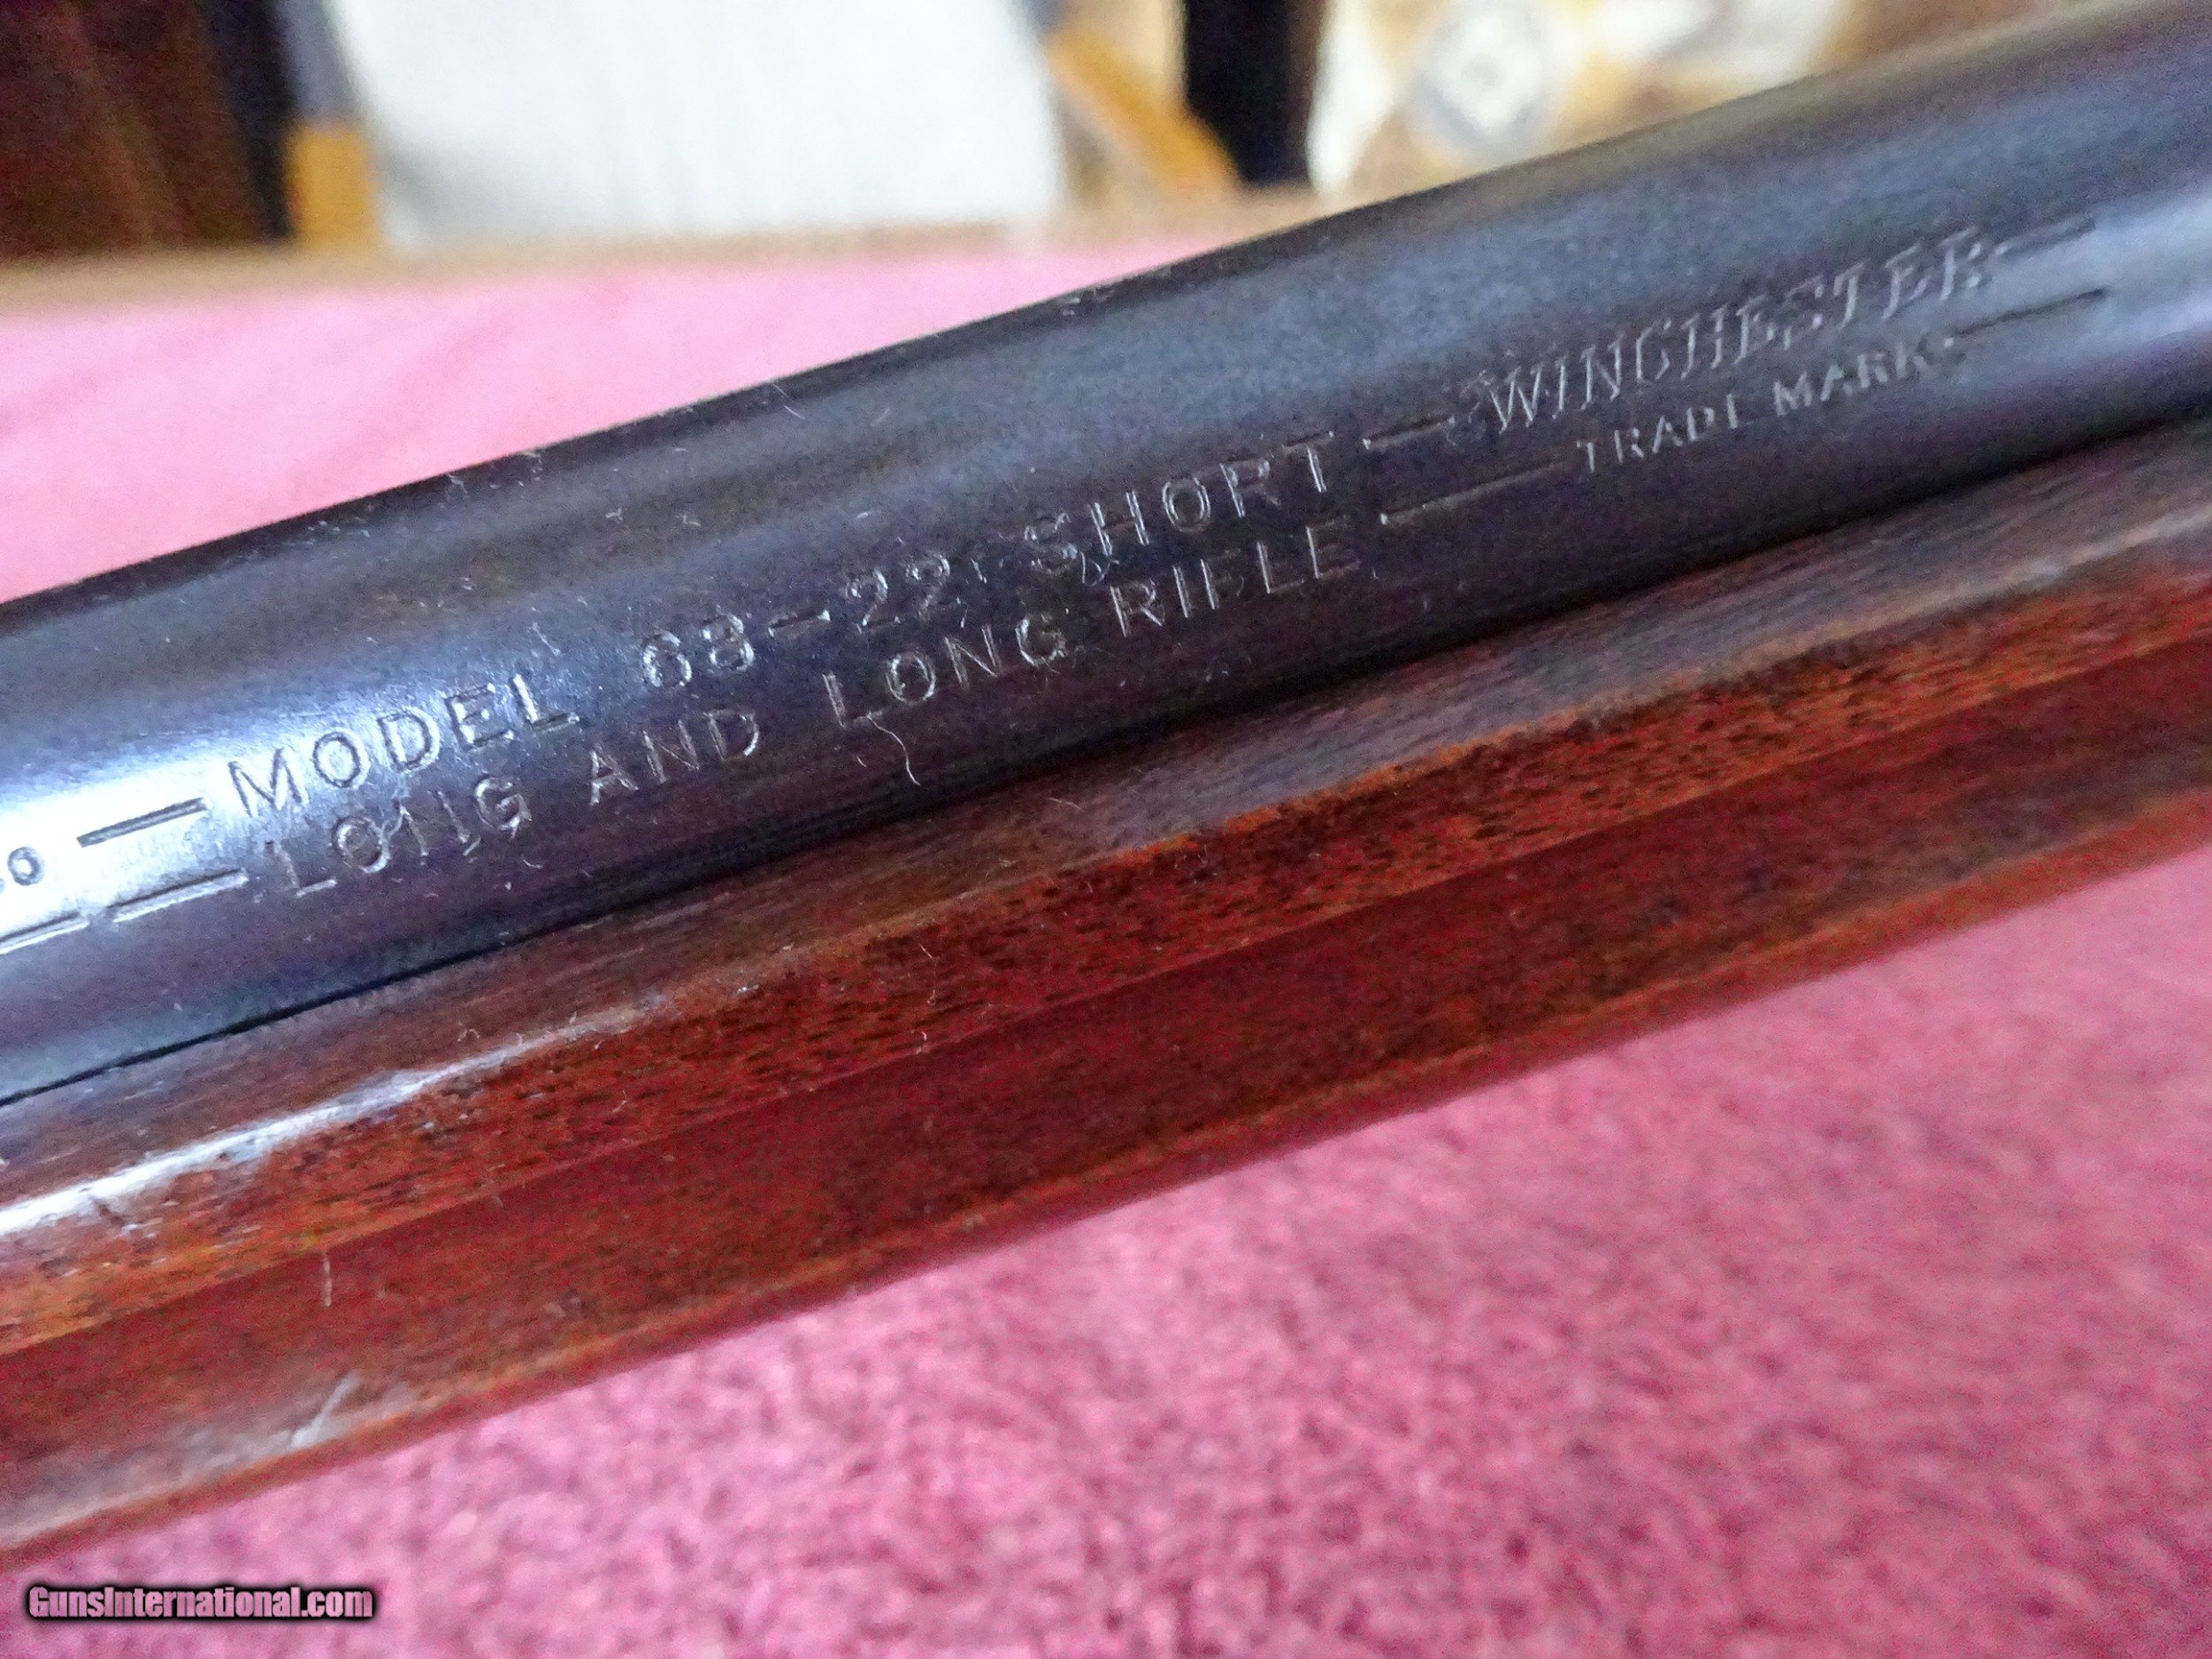 MODEL 68-22 SHORT WINCHESTER
LONG AND LONG RIFLE TRADE MARK
GunsInternational.com